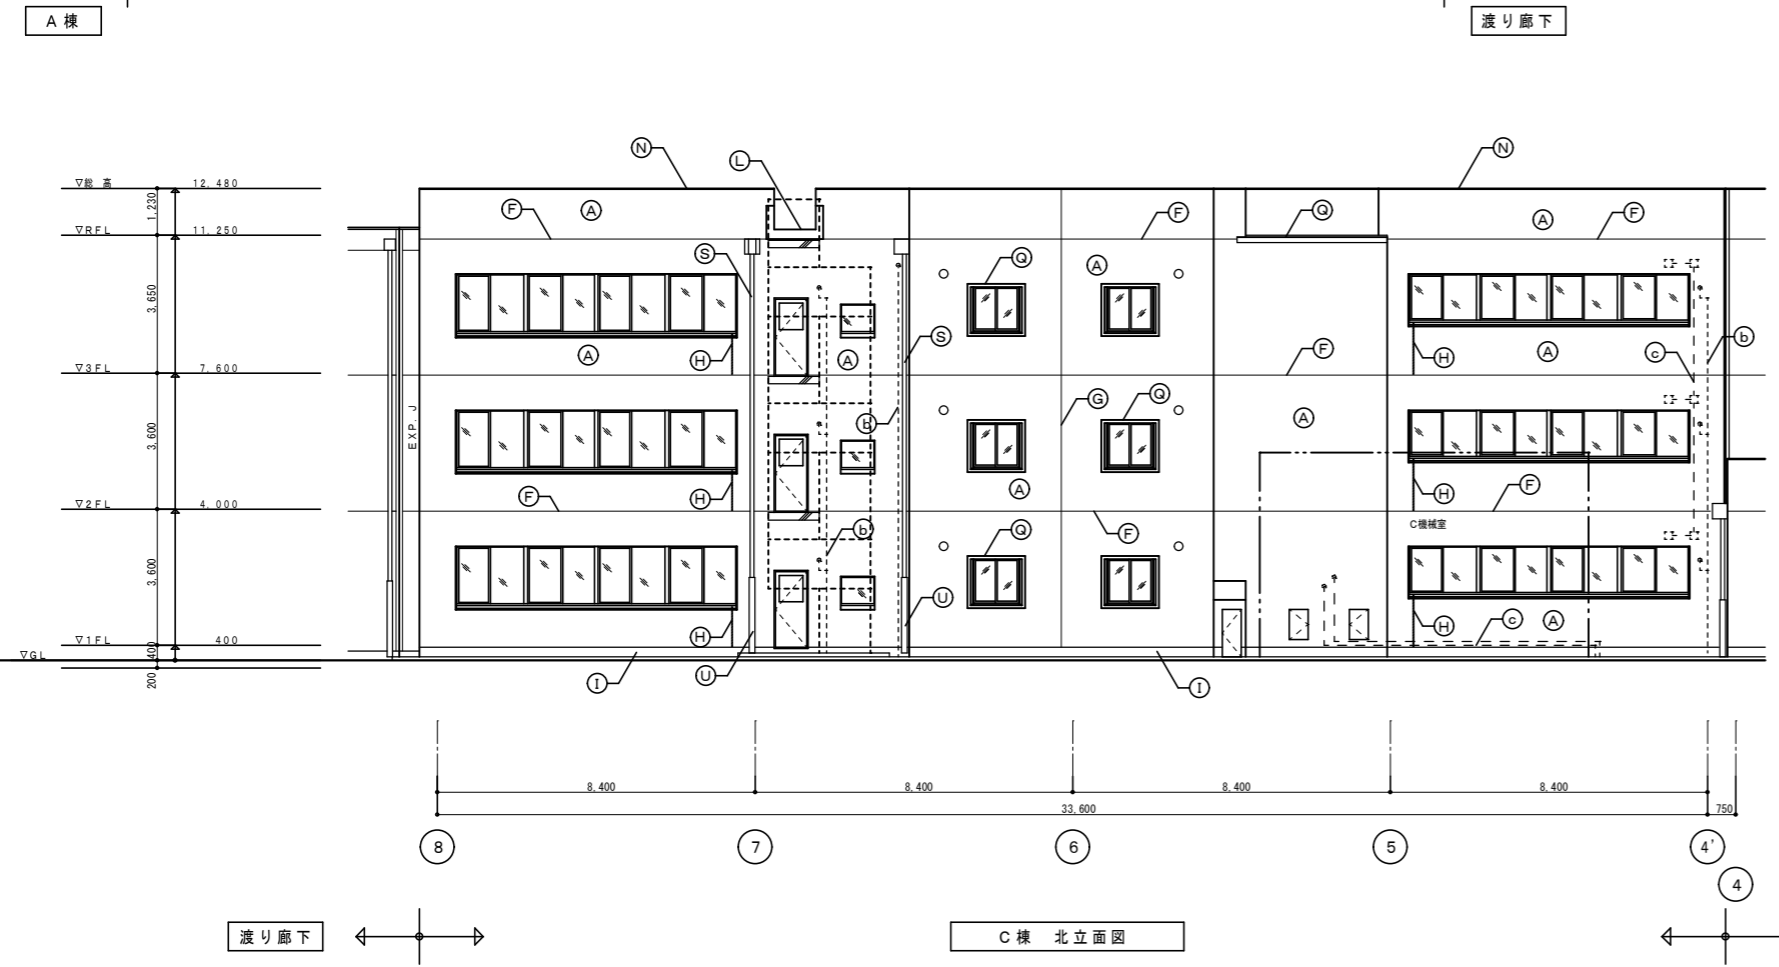 A棟
渡り廊下
N
L
N
▽総 高
12,480
1,230
F
A
F
Q
A
F
▽RFL
11,250
S
Q
A
3,650
H
A
A
S
F
H
A
c
b
▽3FL
7,600
EXP.J
G
Q
A
b
3,600
H
F
A
H
F
▽2FL
4,000
b
Q
F
C機械室
3,600
U
H
H
c
A
▽1FL
400
▽GL
400
200
I
U
I
8,400
8,400
8,400
8,400
33,600
750
8
7
6
5
4'
4
渡り廊下
C棟 北立面図